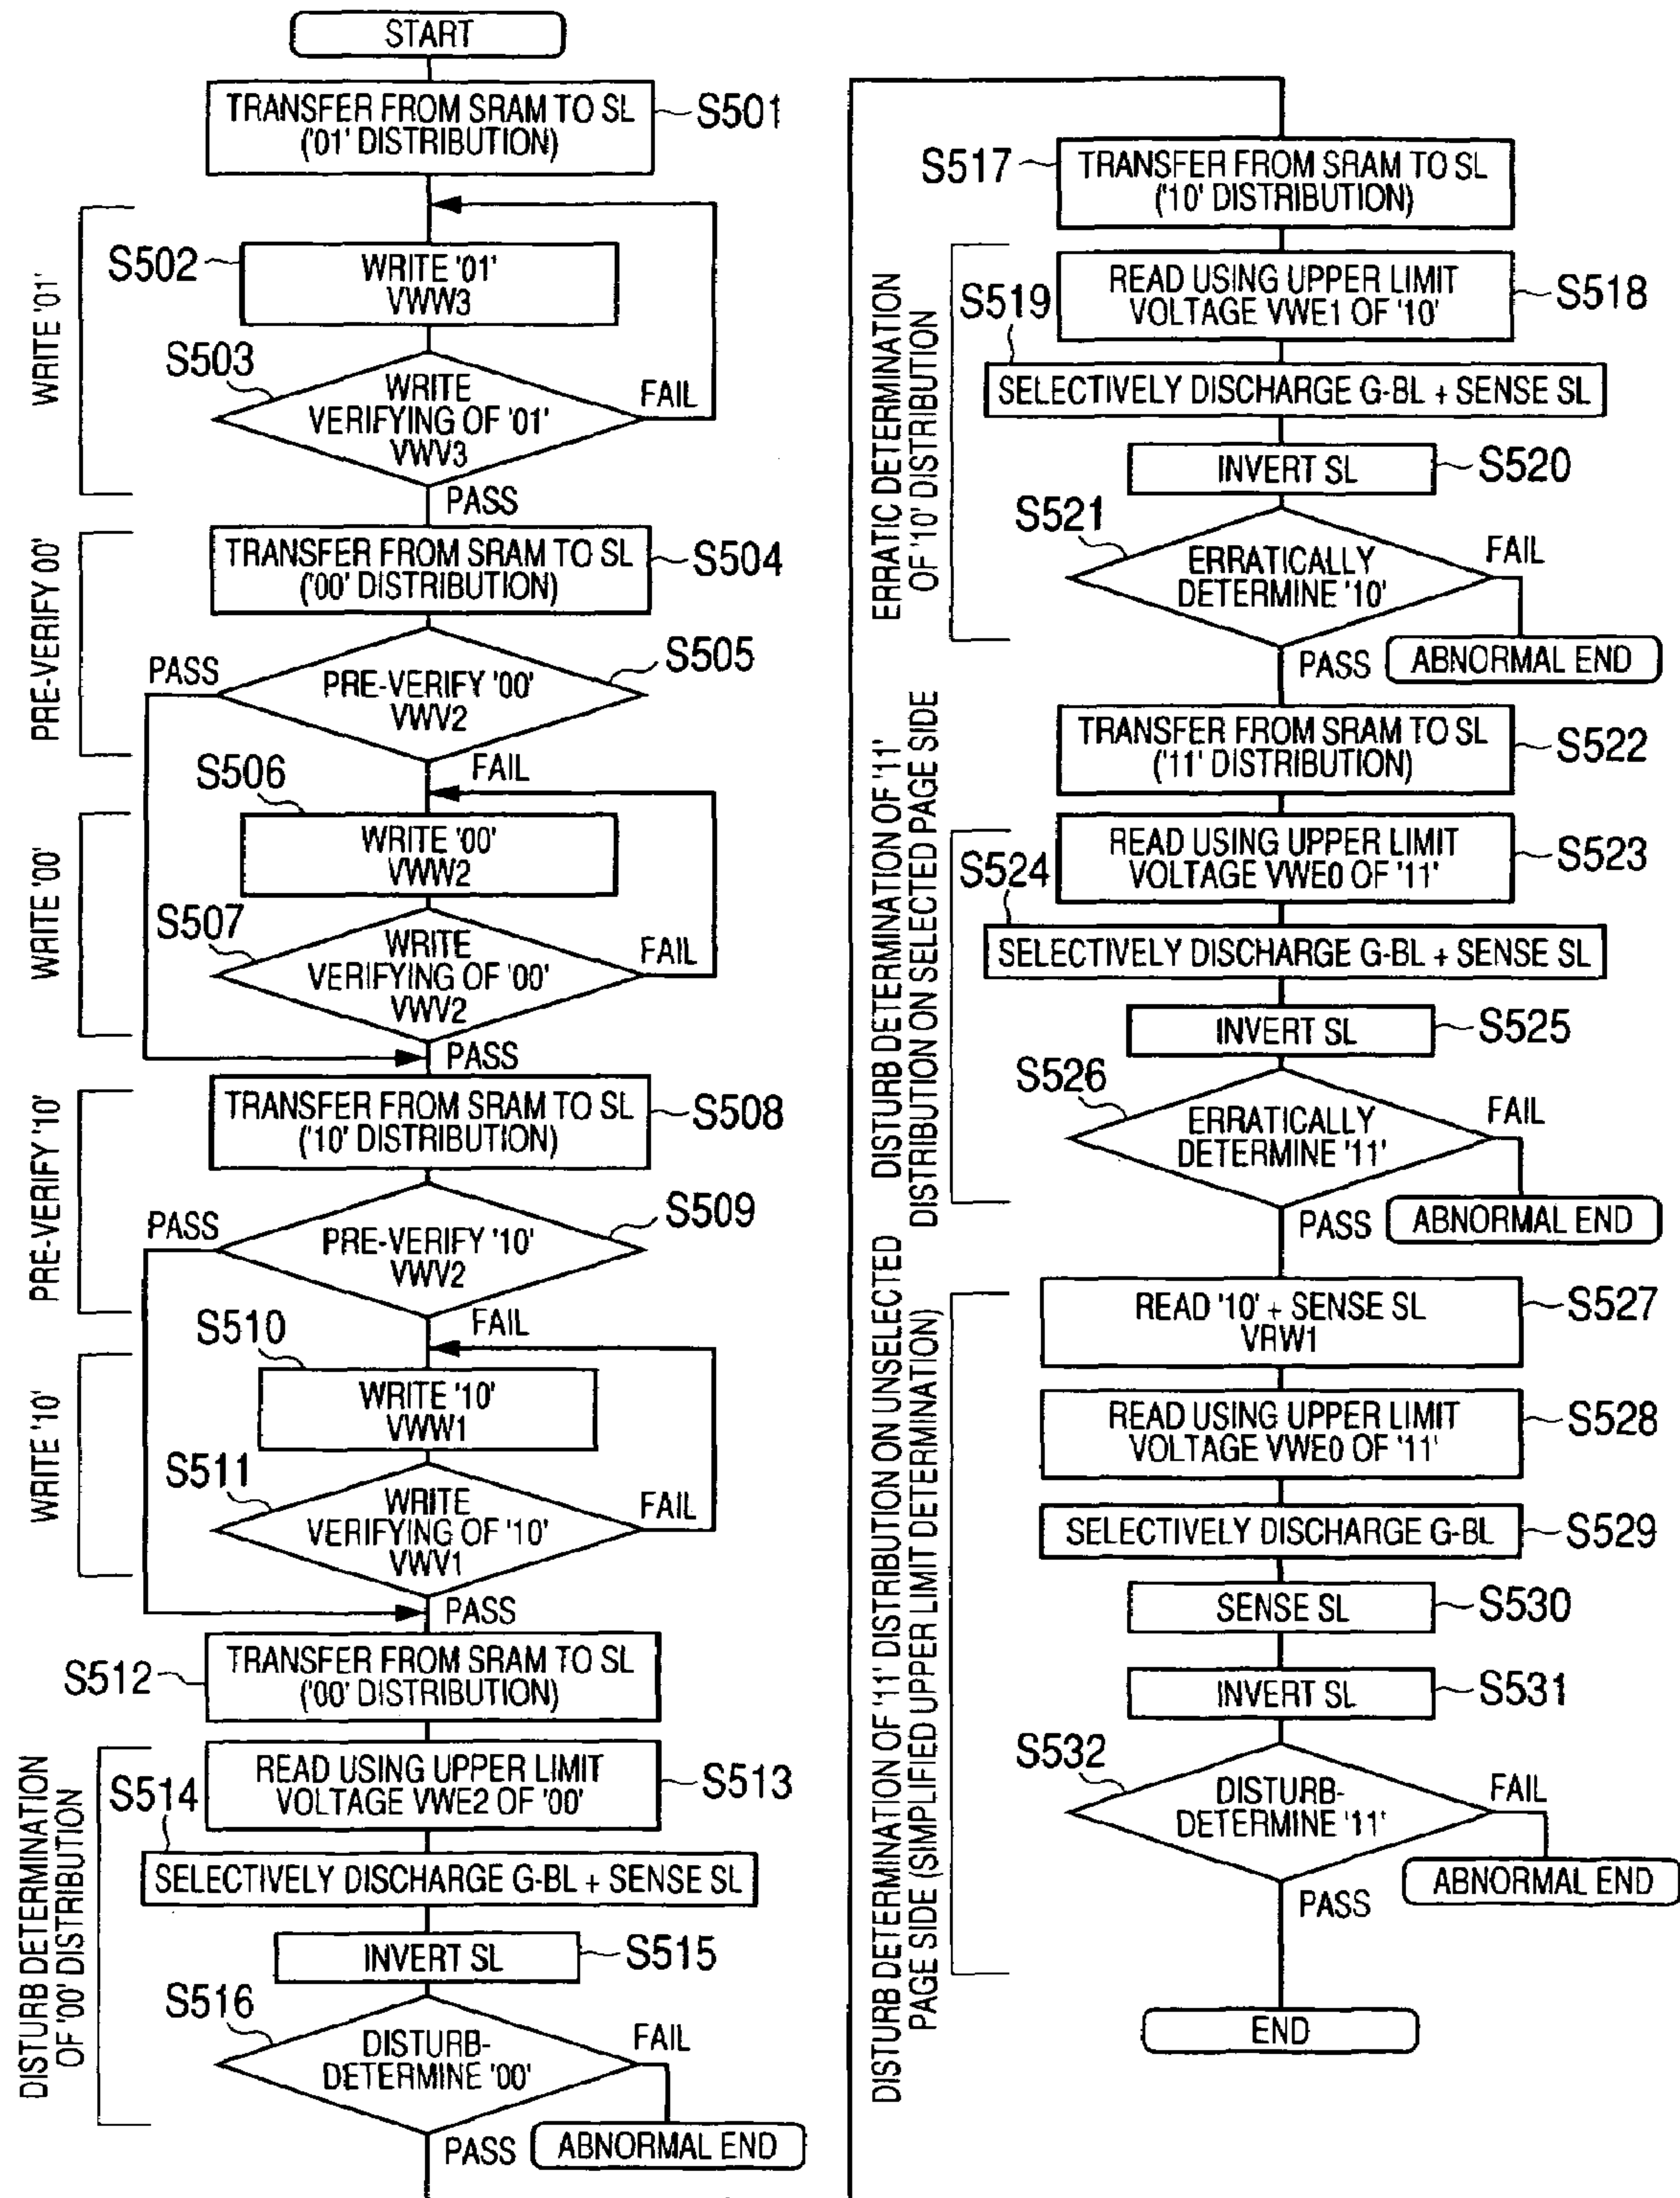 START
TRANSFER FROM SRAM TO SL
('01' DISTRIBUTION)
S501
WRITE '01'
S502
WRITE '01'
VWW3
S503
WRITE
VERIFYING OF '01'
VWV3
FAIL
PASS
PRE-VERIFY 00'
TRANSFER FROM SRAM TO SL
('00' DISTRIBUTION)
S504
PASS
PRE-VERIFY '00'
VWV2
S505
FAIL
WRITE '00'
S506
WRITE '00'
VWW2
S507
WRITE
VERIFYING OF '00'
VWV2
FAIL
PASS
PRE-VERIFY '10'
TRANSFER FROM SRAM TO SL
('10' DISTRIBUTION)
S508
PASS
PRE-VERIFY '10'
VWV2
S509
FAIL
WRITE '10'
S510
WRITE '10'
VWW1
S511
WRITE
VERIFYING OF '10'
VWV1
FAIL
PASS
S512
TRANSFER FROM SRAM TO SL
('00' DISTRIBUTION)
DISTURB DETERMINATION
OF '00' DISTRIBUTION
READ USING UPPER LIMIT
VOLTAGE VWE2 OF '00'
S513
S514
SELECTIVELY DISCHARGE G-BL + SENSE SL
INVERT SL
S515
S516
DISTURB-
DETERMINE '00'
FAIL
PASS
ABNORMAL END
S517
TRANSFER FROM SRAM TO SL
('10' DISTRIBUTION)
ERRATIC DETERMINATION
OF '10' DISTRIBUTION
READ USING UPPER LIMIT
VOLTAGE VWE1 OF '10'
S518
S519
SELECTIVELY DISCHARGE G-BL + SENSE SL
INVERT SL
S520
S521
ERRATICALLY
DETERMINE '10'
FAIL
PASS
ABNORMAL END
TRANSFER FROM SRAM TO SL
('11' DISTRIBUTION)
S522
DISTURB DETERMINATION OF '11'
DISTRIBUTION ON SELECTED PAGE SIDE
READ USING UPPER LIMIT
VOLTAGE VWE0 OF '11'
S523
S524
SELECTIVELY DISCHARGE G-BL + SENSE SL
INVERT SL
S525
S526
ERRATICALLY
DETERMINE '11'
FAIL
PASS
ABNORMAL END
DISTURB DETERMINATION OF '11' DISTRIBUTION ON UNSELECTED
PAGE SIDE (SIMPLIFIED UPPER LIMIT DETERMINATION)
READ '10' + SENSE SL
VRW1
S527
READ USING UPPER LIMIT
VOLTAGE VWE0 OF '11'
S528
SELECTIVELY DISCHARGE G-BL
S529
SENSE SL
S530
INVERT SL
S531
S532
DISTURB-
DETERMINE '11'
FAIL
ABNORMAL END
PASS
END